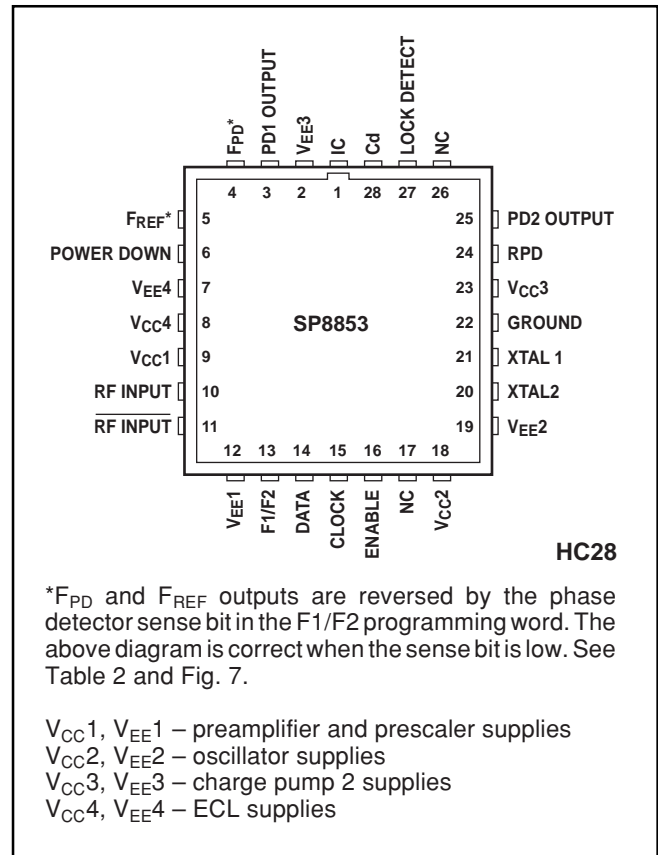 FPD*
PD1 OUTPUT
VEE3
IC
Cd
LOCK DETECT
NC
4 3 2 1 28 27 26
FREF* 5
POWER DOWN 6
VEE4 7
VCC4 8
VCC1 9
RF INPUT 10
RF INPUT 11
SP8853
25 PD2 OUTPUT
24 RPD
23 VCC3
22 GROUND
21 XTAL 1
20 XTAL2
19 VEE2
12 13 14 15 16 17 18
VEE1
F1/F2
DATA
CLOCK
ENABLE
NC
VCC2
HC28
*FPD and FREF outputs are reversed by the phase
detector sense bit in the F1/F2 programming word. The
above diagram is correct when the sense bit is low. See
Table 2 and Fig. 7.
VCC1, VEE1 – preamplifier and prescaler supplies
VCC2, VEE2 – oscillator supplies
VCC3, VEE3 – charge pump 2 supplies
VCC4, VEE4 – ECL supplies